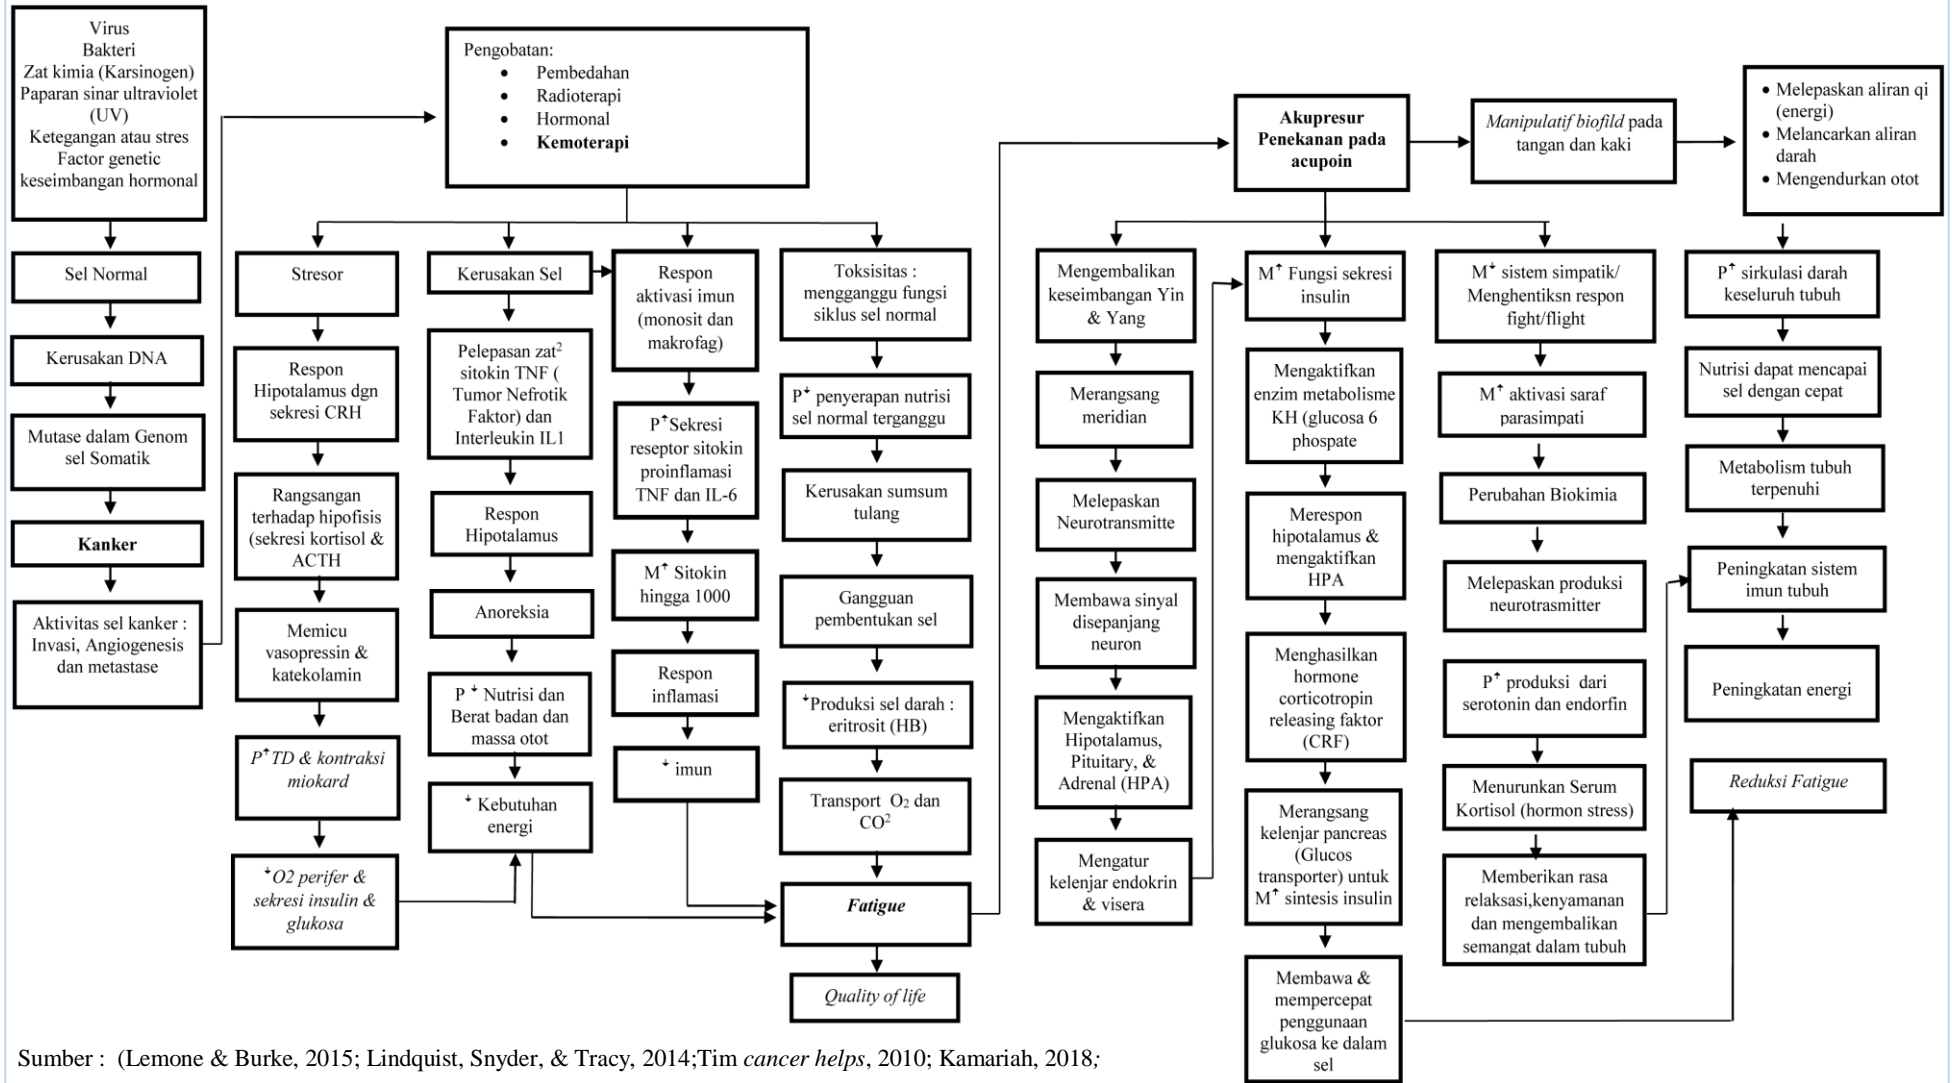 Virus
Bakteri
Zat kimia (Karsinogen)
Paparan sinar ultraviolet
(UV)
Ketegangan atau stres
Factor genetic
keseimbangan hormonal
Sel Normal
Kerusakan DNA
Mutase dalam Genom
sel Somatik
Kanker
Aktivitas sel kanker :
Invasi, Angiogenesis
dan metastase
Pengobatan:
• Pembedahan
• Radioterapi
• Hormonal
• Kemoterapi
Stresor
Respon
Hipotalamus dgn
sekresi CRH
Rangsangan
terhadap hipofisis
(sekresi kortisol &
ACTH
Memicu
vasopressin &
katekolamin
P↑TD & kontraksi
miokard
↓O2 perifer &
sekresi insulin &
glukosa
Kerusakan Sel
Pelepasan zat²
sitokin TNF (
Tumor Nefrotik
Faktor) dan
Interleukin IL1
Respon
Hipotalamus
Anoreksia
P ↓ Nutrisi dan
Berat badan dan
massa otot
↓ Kebutuhan
energi
Respon
aktivasi imun
(monosit dan
makrofag)
P↑Sekresi
reseptor sitokin
proinflamasi
TNF dan IL-6
M↑ Sitokin
hingga 1000
Respon
inflamasi
↓ imun
Toksisitas :
mengganggu fungsi
siklus sel normal
P↓ penyerapan nutrisi
sel normal terganggu
Kerusakan sumsum
tulang
Gangguan
pembentukan sel
↓Produksi sel darah :
eritrosit (HB)
Transport O₂ dan
CO²
Fatigue
Quality of life
Akupresur
Penekanan pada
acupoin
Manipulatif biofild pada
tangan dan kaki
• Melepaskan aliran qi
(energi)
• Melancarkan aliran
darah
• Mengendurkan otot
Mengembalikan
keseimbangan Yin
& Yang
Merangsang
meridian
Melepaskan
Neurotransmitte
Membawa sinyal
disepanjang
neuron
Mengaktifkan
Hipotalamus,
Pituitary, &
Adrenal (HPA)
Mengatur
kelenjar endokrin
& visera
M↑ Fungsi sekresi
insulin
Mengaktifkan
enzim metabolisme
KH (glucosa 6
phospate
Merespon
hipotalamus &
mengaktifkan
HPA
Menghasilkan
hormone
corticotropin
releasing faktor
(CRF)
Merangsang
kelenjar pancreas
(Glucos
transporter) untuk
M↑ sintesis insulin
Membawa &
mempercepat
penggunaan
glukosa ke dalam
sel
M↓ sistem simpatik/
Menghentiksn respon
fight/flight
M↑ aktivasi saraf
parasimpati
Perubahan Biokimia
Melepaskan produksi
neurotrasmitter
P↑ produksi dari
serotonin dan endorfin
Menurunkan Serum
Kortisol (hormon stress)
Memberikan rasa
relaksasi,kenyamanan
dan mengembalikan
semangat dalam tubuh
P↑ sirkulasi darah
keseluruh tubuh
Nutrisi dapat mencapai
sel dengan cepat
Metabolism tubuh
terpenuhi
Peningkatan sistem
imun tubuh
Peningkatan energi
Reduksi Fatigue
Sumber : (Lemone & Burke, 2015; Lindquist, Snyder, & Tracy, 2014;Tim cancer helps, 2010; Kamariah, 2018;